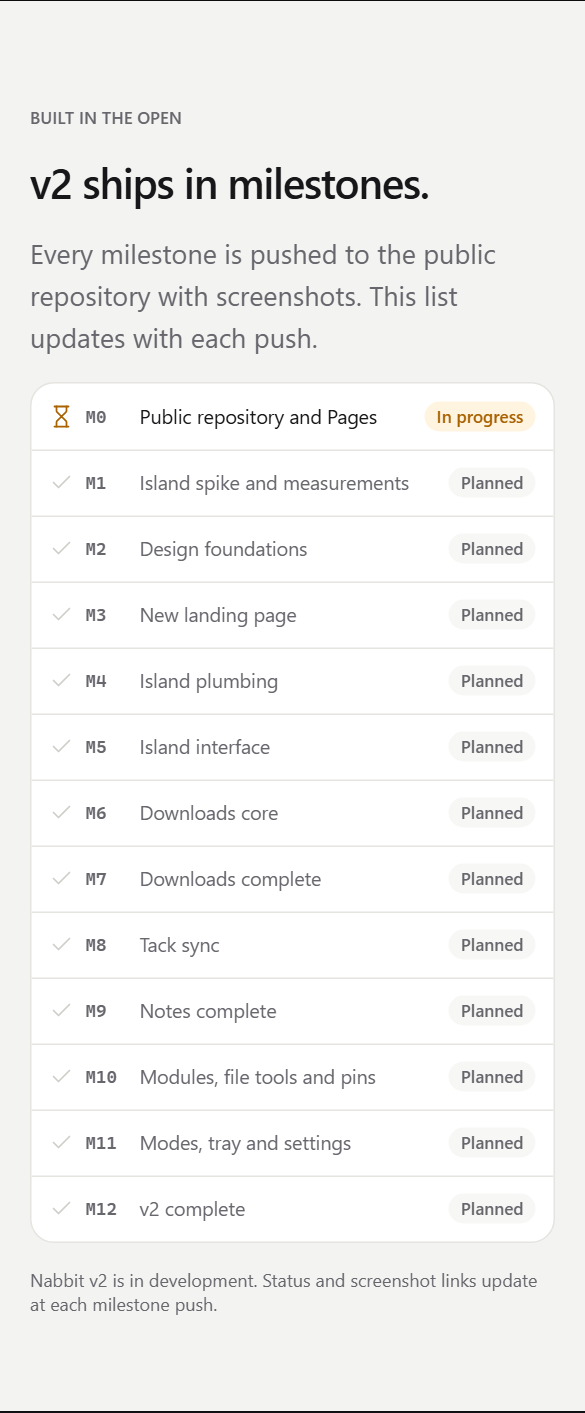 BUILT IN THE OPEN
v2 ships in milestones.
Every milestone is pushed to the public
repository with screenshots. This list
updates with each push.
M0 Public repository and Pages In progress
M1 Island spike and measurements Planned
M2 Design foundations Planned
M3 New landing page Planned
M4 Island plumbing Planned
M5 Island interface Planned
M6 Downloads core Planned
M7 Downloads complete Planned
M8 Tack sync Planned
M9 Notes complete Planned
M10 Modules, file tools and pins Planned
M11 Modes, tray and settings Planned
M12 v2 complete Planned
Nabbit v2 is in development. Status and screenshot links update
at each milestone push.